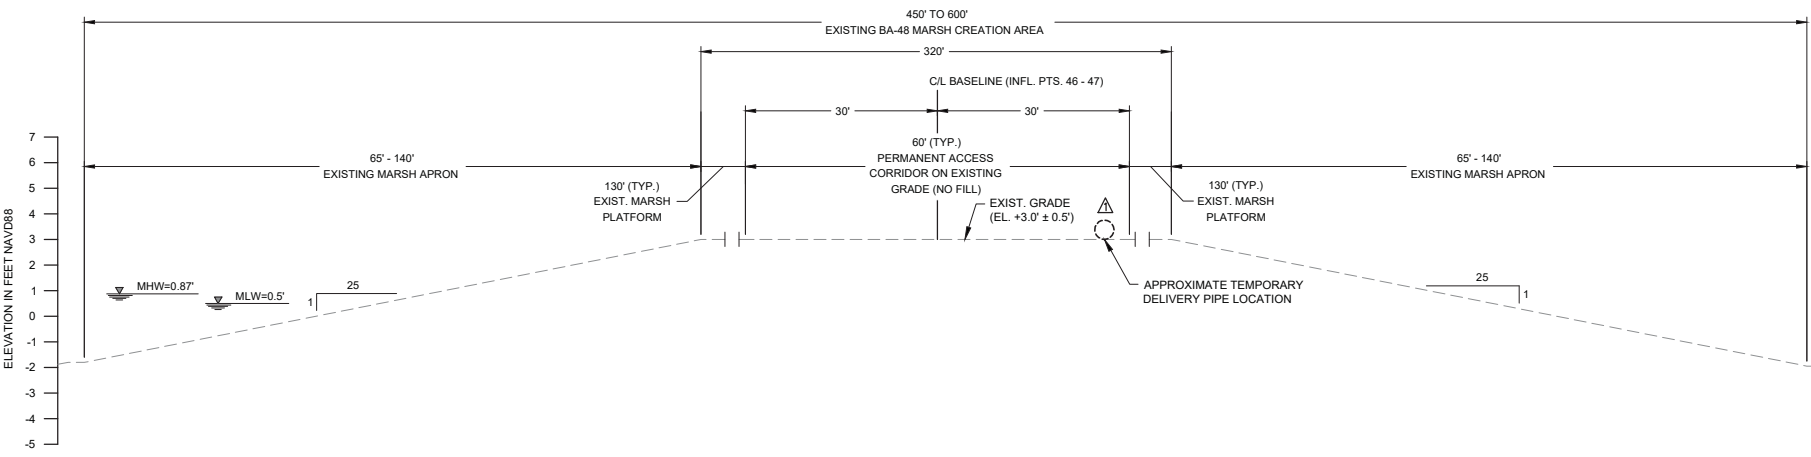 450' TO 600'
EXISTING BA-48 MARSH CREATION AREA
320'
C/L BASELINE (INFL. PTS. 46 - 47)
30'
30'
60' (TYP.)
PERMANENT ACCESS
CORRIDOR ON EXISTING
GRADE (NO FILL)
65' - 140'
EXISTING MARSH APRON
65' - 140'
EXISTING MARSH APRON
130' (TYP.)
EXIST. MARSH
PLATFORM
130' (TYP.)
EXIST. MARSH
PLATFORM
EXIST. GRADE
(EL. +3.0' ± 0.5')
1
APPROXIMATE TEMPORARY
DELIVERY PIPE LOCATION
MHW=0.87'
MLW=0.5'
25
1
25
1
ELEVATION IN FEET NAVD88
7
6
5
4
3
2
1
0
-1
-2
-3
-4
-5